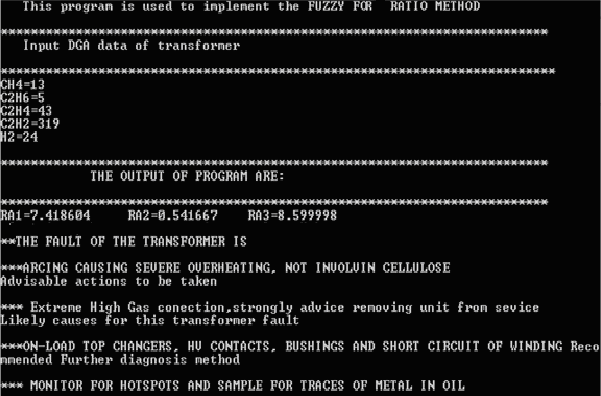 This program is used to implement the FUZZY FOR RATIO METHOD
*************************************************************************
Input DGA data of transformer
**************************************************************************
CH4=13
C2H6=5
C2H4=43
C2H2=319
H2=24
*************************************************************************
THE OUTPUT OF PROGRAM ARE:
*************************************************************************
RA1=7.418604 RA2=0.541667 RA3=8.599998
**THE FAULT OF THE TRANSFORMER IS
***ARCING CAUSING SEVERE OVERHEATING, NOT INVOLVIN CELLULOSE
Advisable actions to be taken
*** Extreme High Gas conection,strongly advice removing unit from sevice
Likely causes for this transformer fault
***ON-LOAD TOP CHANGERS, HV CONTACTS, BUSHINGS AND SHORT CIRCUIT OF WINDING Reco
mmended Further diagnosis method
*** MONITOR FOR HOTSPOTS AND SAMPLE FOR TRACES OF METAL IN OIL